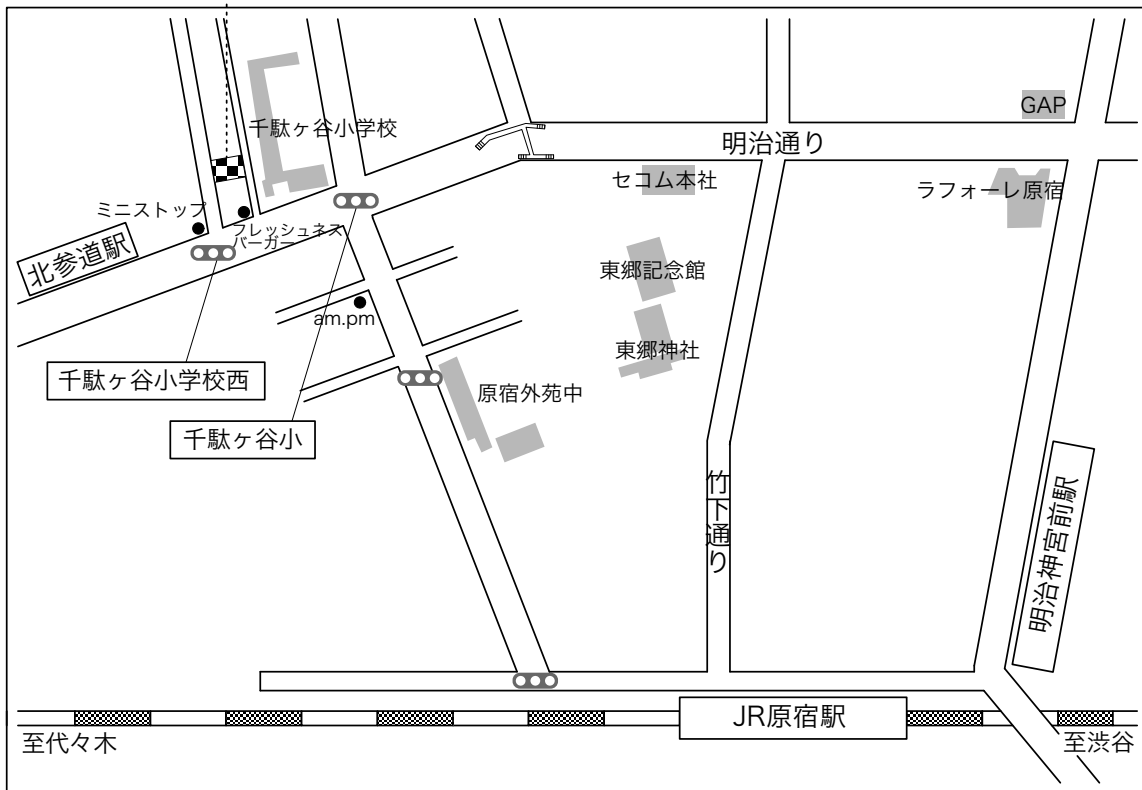 GAP
千駄ヶ谷小学校
明治通り
セコム本社
ラフォーレ原宿
ミニストップ
フレッシュネス
バーガー
北参道駅
東郷記念館
am.pm
東郷神社
千駄ヶ谷小学校西
原宿外苑中
千駄ヶ谷小
竹下通り
明治神宮前駅
JR原宿駅
至代々木
至渋谷